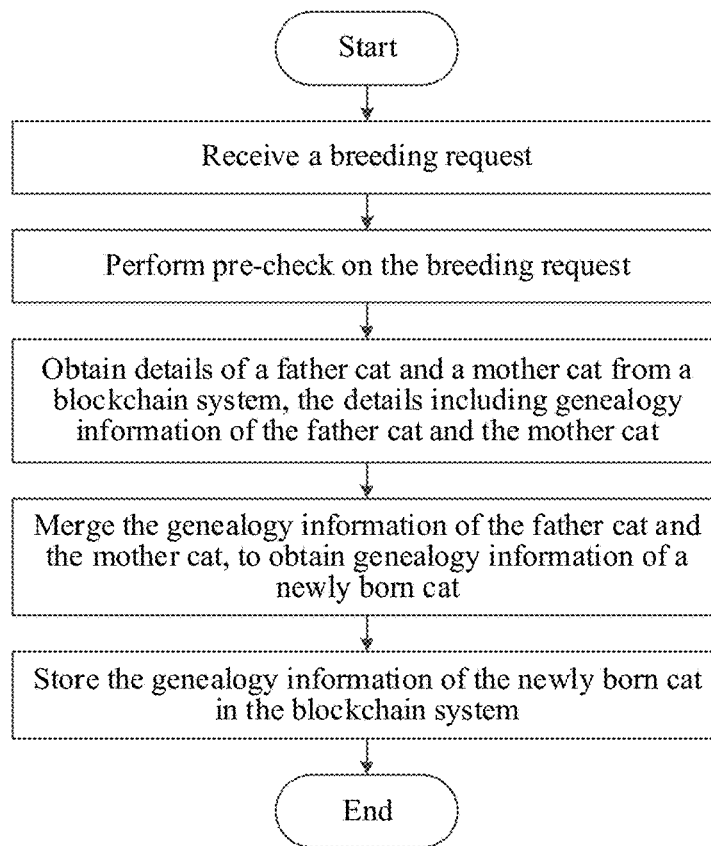 Start
Receive a breeding request
Perform pre-check on the breeding request
Obtain details of a father cat and a mother cat from a
blockchain system, the details including genealogy
information of the father cat and the mother cat
Merge the genealogy information of the father cat and
the mother cat, to obtain genealogy information of a
newly born cat
Store the genealogy information of the newly born cat
in the blockchain system
End